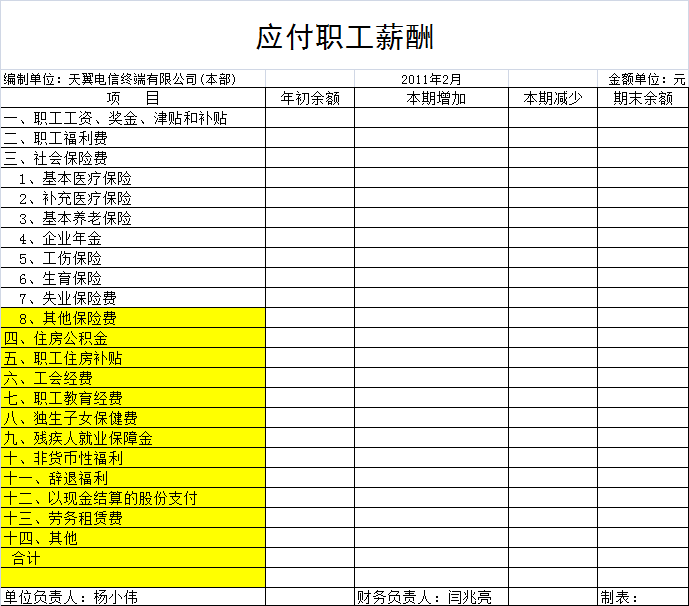 应付职工薪酬
编制单位：天翼电信终端有限公司(本部) 2011年2月 金额单位：元
项 目 年初余额 本期增加 本期减少 期末余额
一、职工工资、奖金、津贴和补贴
二、职工福利费
三、社会保险费
1、基本医疗保险
2、补充医疗保险
3、基本养老保险
4、企业年金
5、工伤保险
6、生育保险
7、失业保险费
8、其他保险费
四、住房公积金
五、职工住房补贴
六、工会经费
七、职工教育经费
八、独生子女保健费
九、残疾人就业保障金
十、非货币性福利
十一、辞退福利
十二、以现金结算的股份支付
十三、劳务租赁费
十四、其他
合计
单位负责人：杨小伟 财务负责人：闫兆亮 制表：